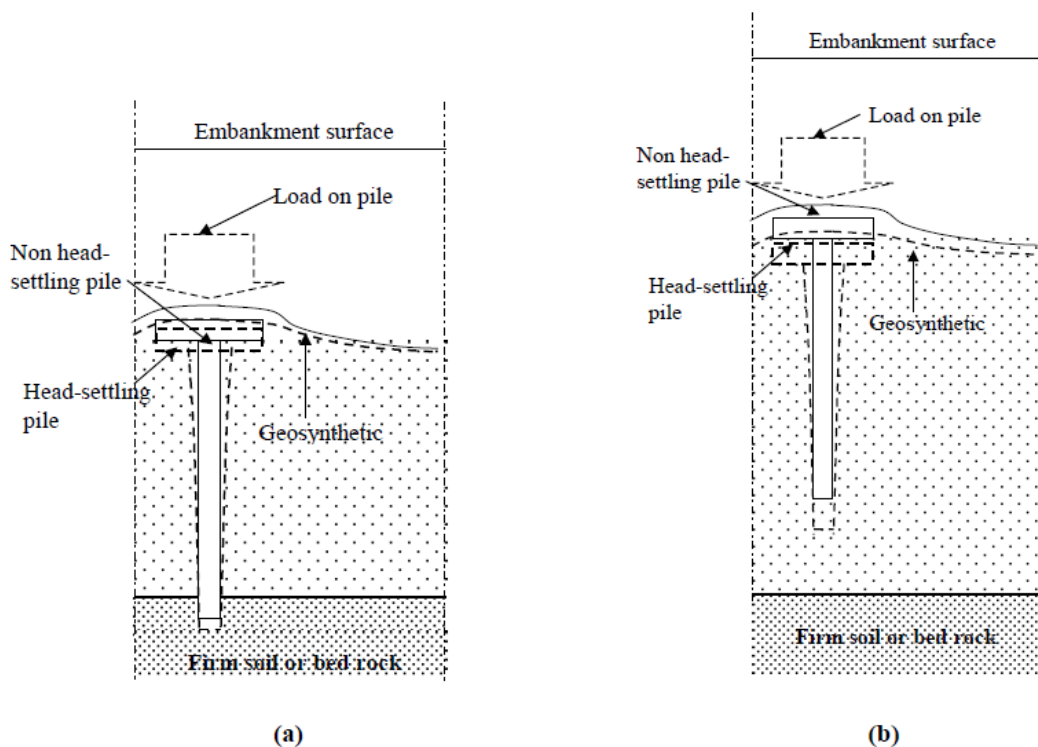 Embankment surface
Load on pile
Non head-
settling pile
Head-settling
pile
Geosynthetic
Firm soil or bed rock
(a)
Embankment surface
Load on pile
Non head-
settling pile
Head-settling
pile
Geosynthetic
Firm soil or bed rock
(b)